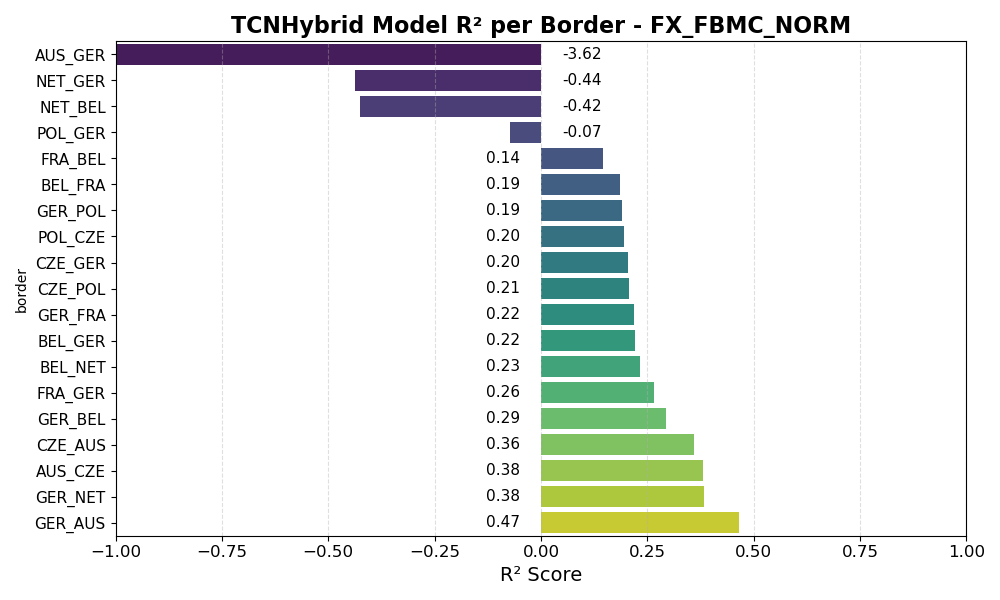 TCNHybrid Model R² per Border - FX_FBMC_NORM
AUS_GER -3.62
NET_GER -0.44
NET_BEL -0.42
POL_GER -0.07
FRA_BEL 0.14
BEL_FRA 0.19
GER_POL 0.19
POL_CZE 0.20
CZE_GER 0.20
CZE_POL 0.21
GER_FRA 0.22
BEL_GER 0.22
BEL_NET 0.23
FRA_GER 0.26
GER_BEL 0.29
CZE_AUS 0.36
AUS_CZE 0.38
GER_NET 0.38
GER_AUS 0.47
border
−1.00 −0.75 −0.50 −0.25 0.00 0.25 0.50 0.75 1.00
R² Score